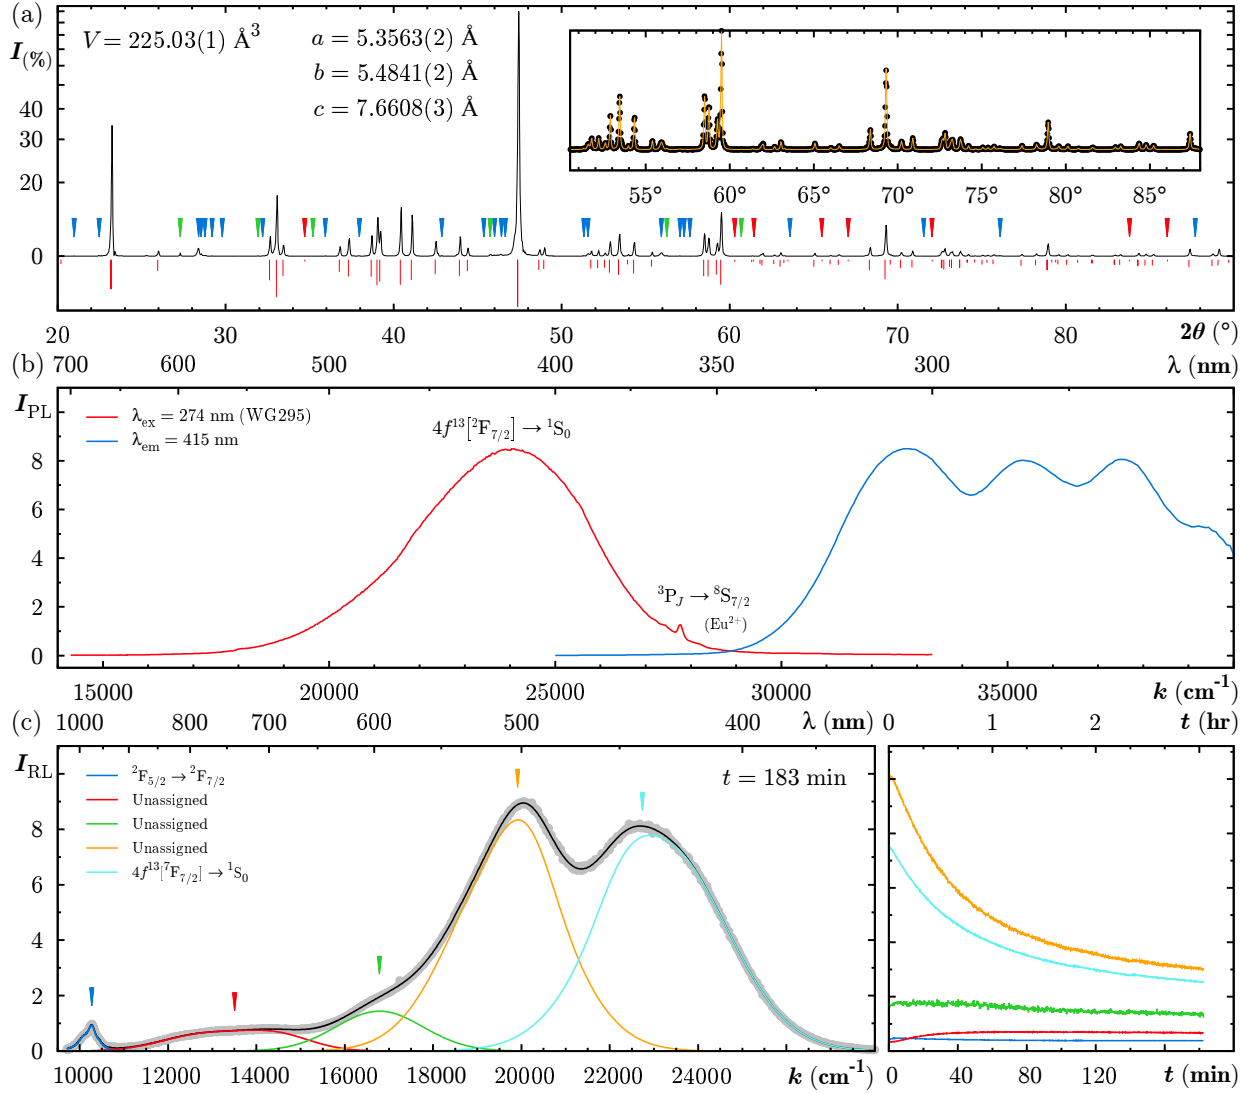 (a)
I(%)
V = 225.03(1) Å³
a = 5.3563(2) Å
b = 5.4841(2) Å
c = 7.6608(3) Å
40
30
20
0
55° 60° 65° 70° 75° 80° 85°
20 30 40 50 60 70 80 2θ (°)
(b) 700 600 500 400 350 300 λ (nm)
I_PL
λ_ex = 274 nm (WG295)
λ_em = 415 nm
4f¹³[²F₇/₂] → ¹S₀
³P_J → ⁸S₇/₂
(Eu²⁺)
8
6
4
2
0
15000 20000 25000 30000 35000 k (cm⁻¹)
(c) 1000 800 700 600 500 400 λ (nm) 0 1 2 t (hr)
I_RL
²F₅/₂ → ²F₇/₂
Unassigned
Unassigned
Unassigned
4f¹³[⁷F₇/₂] → ¹S₀
t = 183 min
8
6
4
2
0
10000 12000 14000 16000 18000 20000 22000 24000 k (cm⁻¹) 0 40 80 120 t (min)